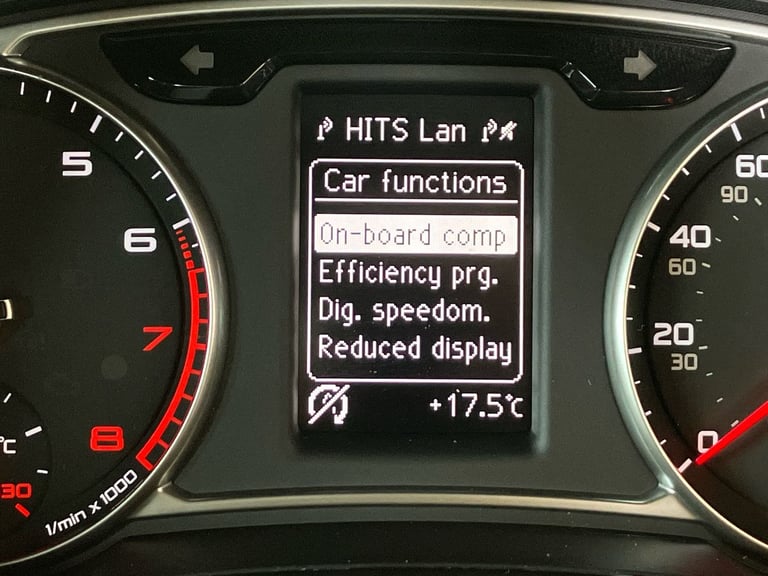 HITS Lan
Car functions
On-board comp
Efficiency prg.
Dig. speedom.
Reduced display
+17.5°C
5
6
7
8
1/min x 1000
°C
130
60
90
40
60
20
30
0